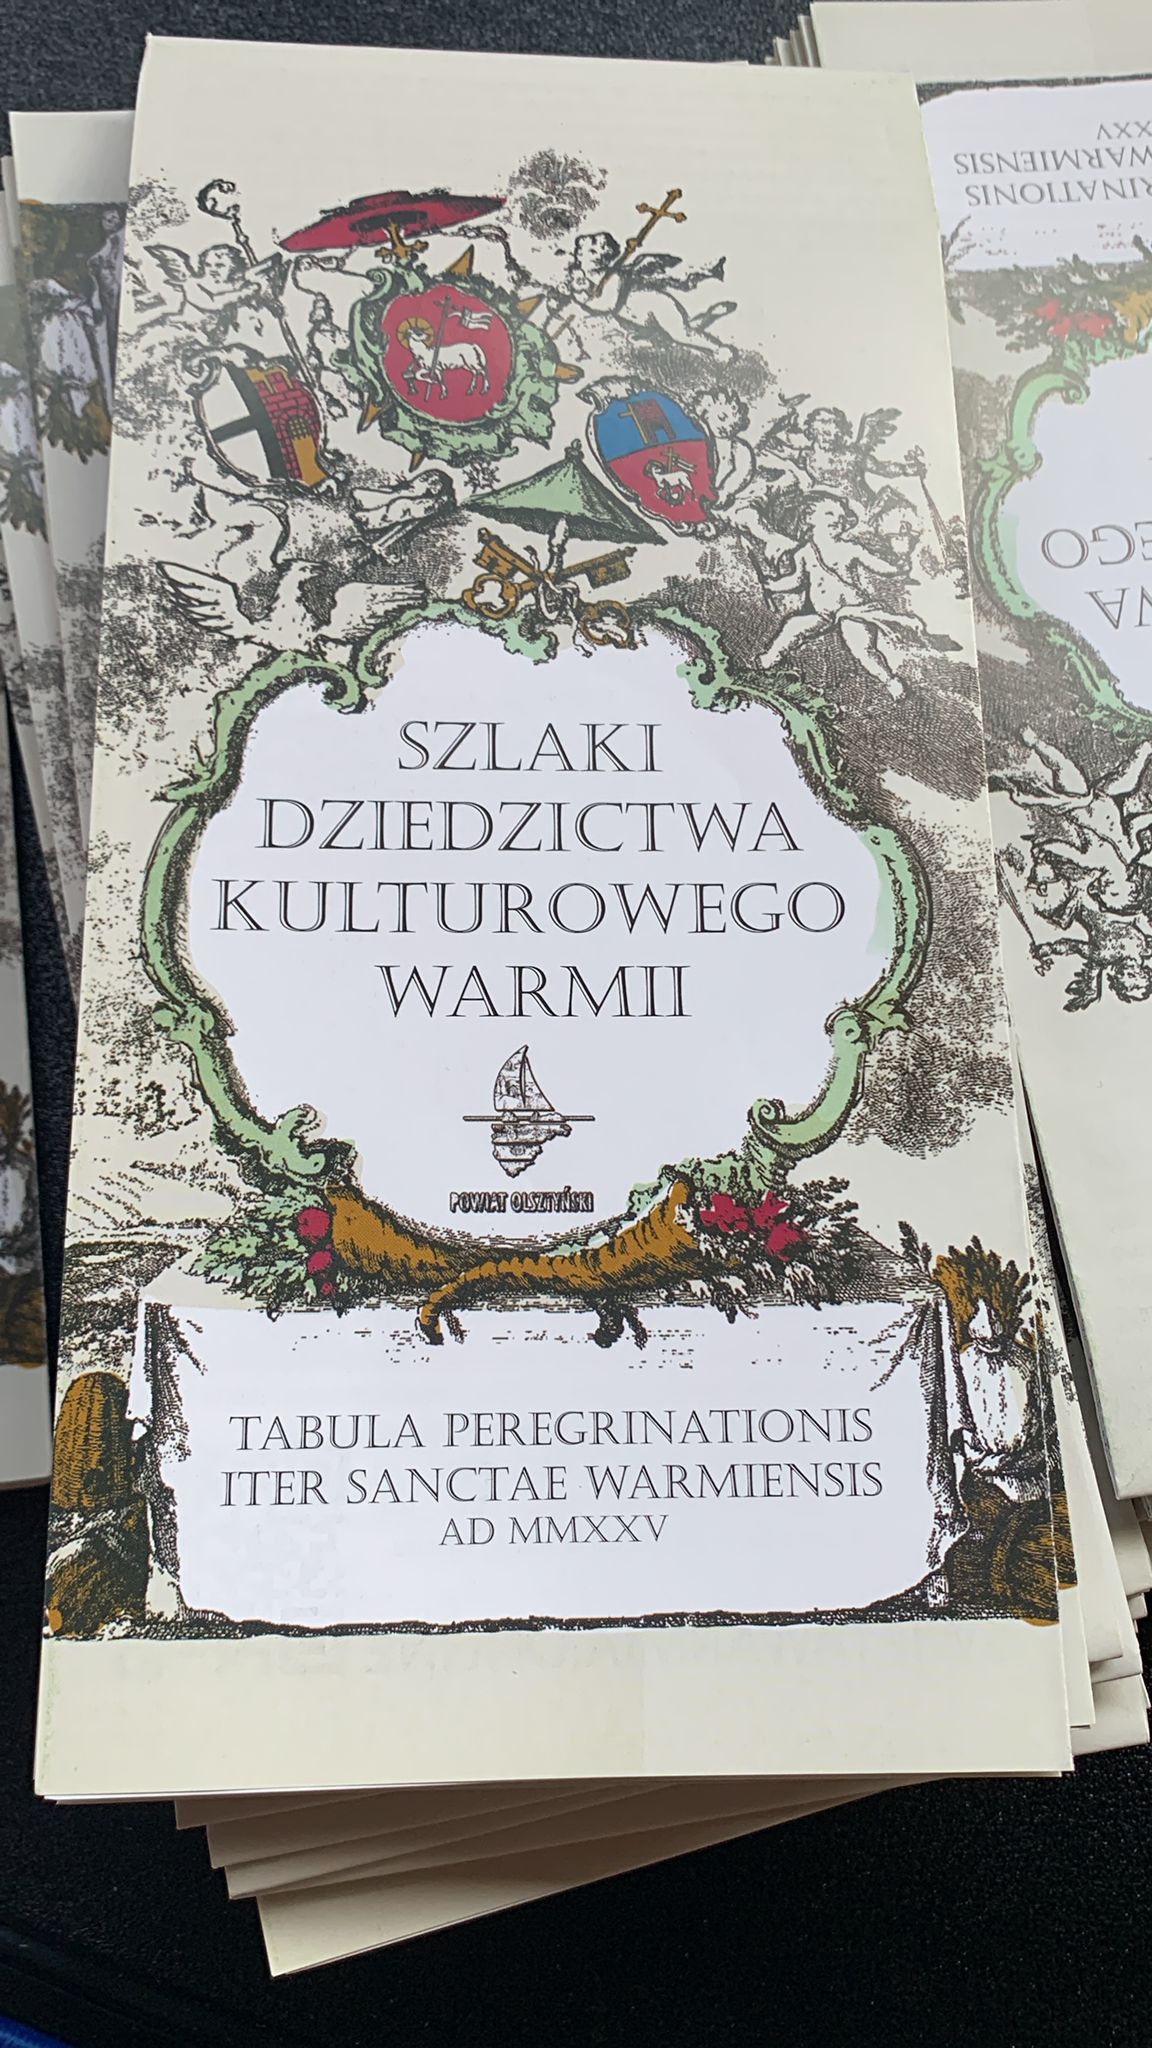 SZLAKI
DZIEDZICTWA
KULTUROWEGO
WARMII
POWIAT OLSZTYŃSKI
TABULA PEREGRINATIONIS
ITER SANCTAE WARMIENSIS
AD MMXXV